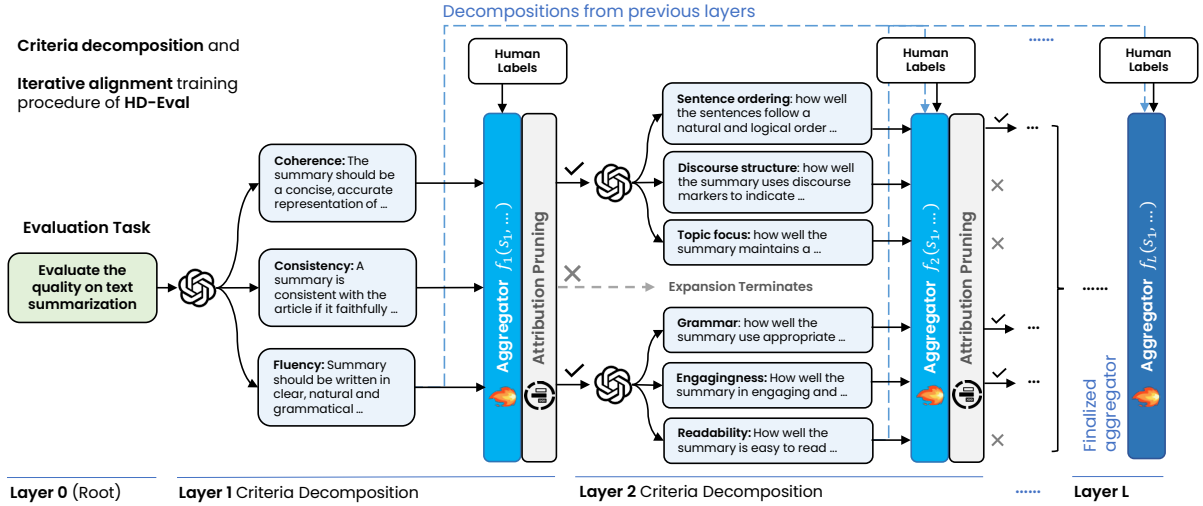 Decompositions from previous layers
Criteria decomposition and
Iterative alignment training
procedure of HD-Eval
Human
Labels
Human
Labels
......
Human
Labels
Evaluation Task
Evaluate the
quality on text
summarization
Coherence: The
summary should be
a concise, accurate
representation of ...
Consistency: A
summary is
consistent with the
article if it faithfully ...
Fluency: Summary
should be written in
clear, natural and
grammatical ...
Aggregator f₁(s₁, ...)
Attribution Pruning
Sentence ordering: how well
the sentences follow a
natural and logical order ...
Discourse structure: how well
the summary uses discourse
markers to indicate ...
Topic focus: how well the
summary maintains a ...
Expansion Terminates
Grammar: how well the
summary use appropriate ...
Engagingness: How well the
summary in engaging and ...
Readability: How well the
summary is easy to read ...
Aggregator f₂(s₁, ...)
Attribution Pruning
...
...
...
......
Finalized
aggregator
Aggregator f_L(s₁, ...)
Layer 0 (Root)
Layer 1 Criteria Decomposition
Layer 2 Criteria Decomposition
......
Layer L